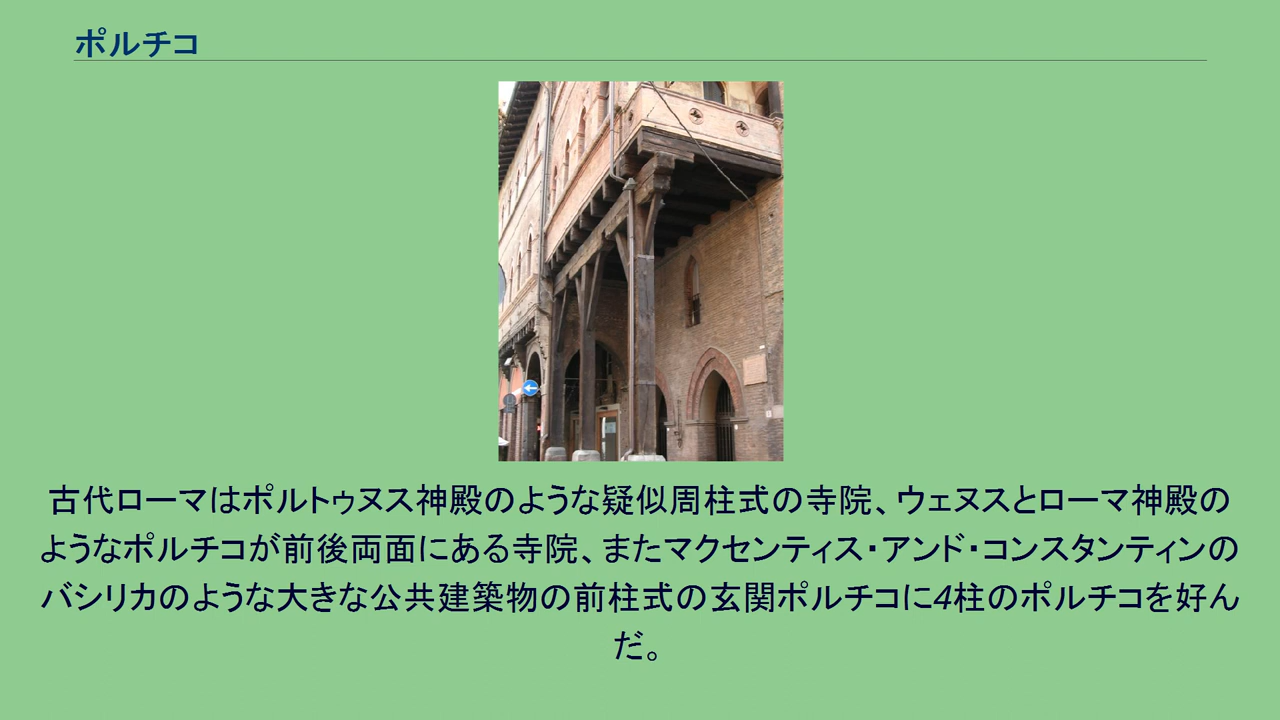 ポルチコ
古代ローマはポルトゥヌス神殿のような疑似周柱式の寺院、ウェヌスとローマ神殿の
ようなポルチコが前後両面にある寺院、またマクセンティス・アンド・コンスタンティンの
バシリカのような大きな公共建築物の前柱式の玄関ポルチコに4柱のポルチコを好ん
だ。